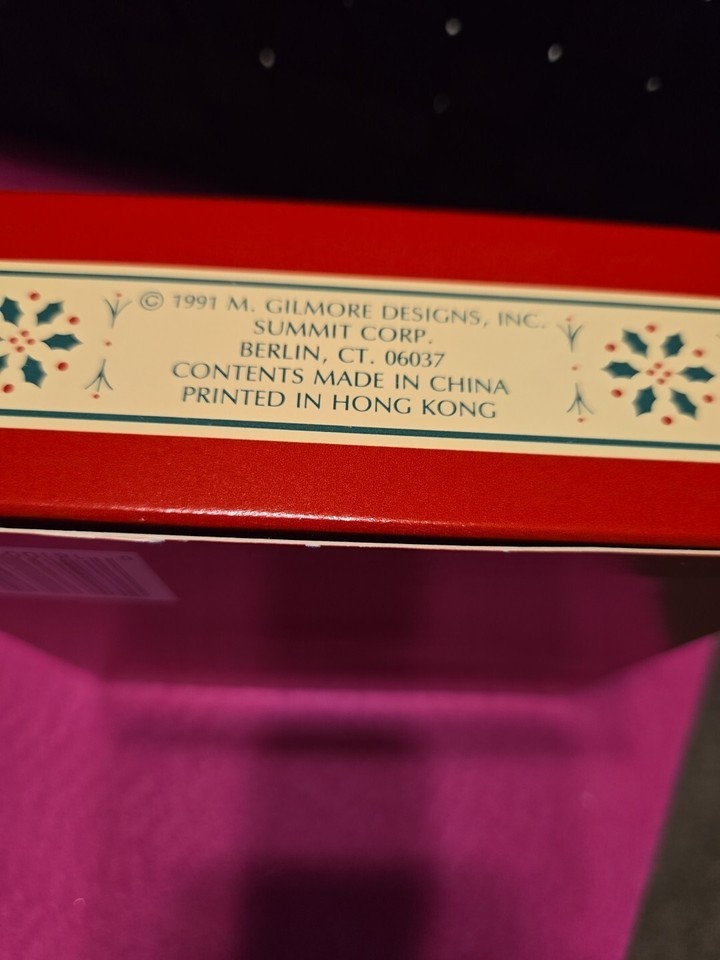 © 1991 M. GILMORE DESIGNS, INC.
SUMMIT CORP.
BERLIN, CT. 06037
CONTENTS MADE IN CHINA
PRINTED IN HONG KONG